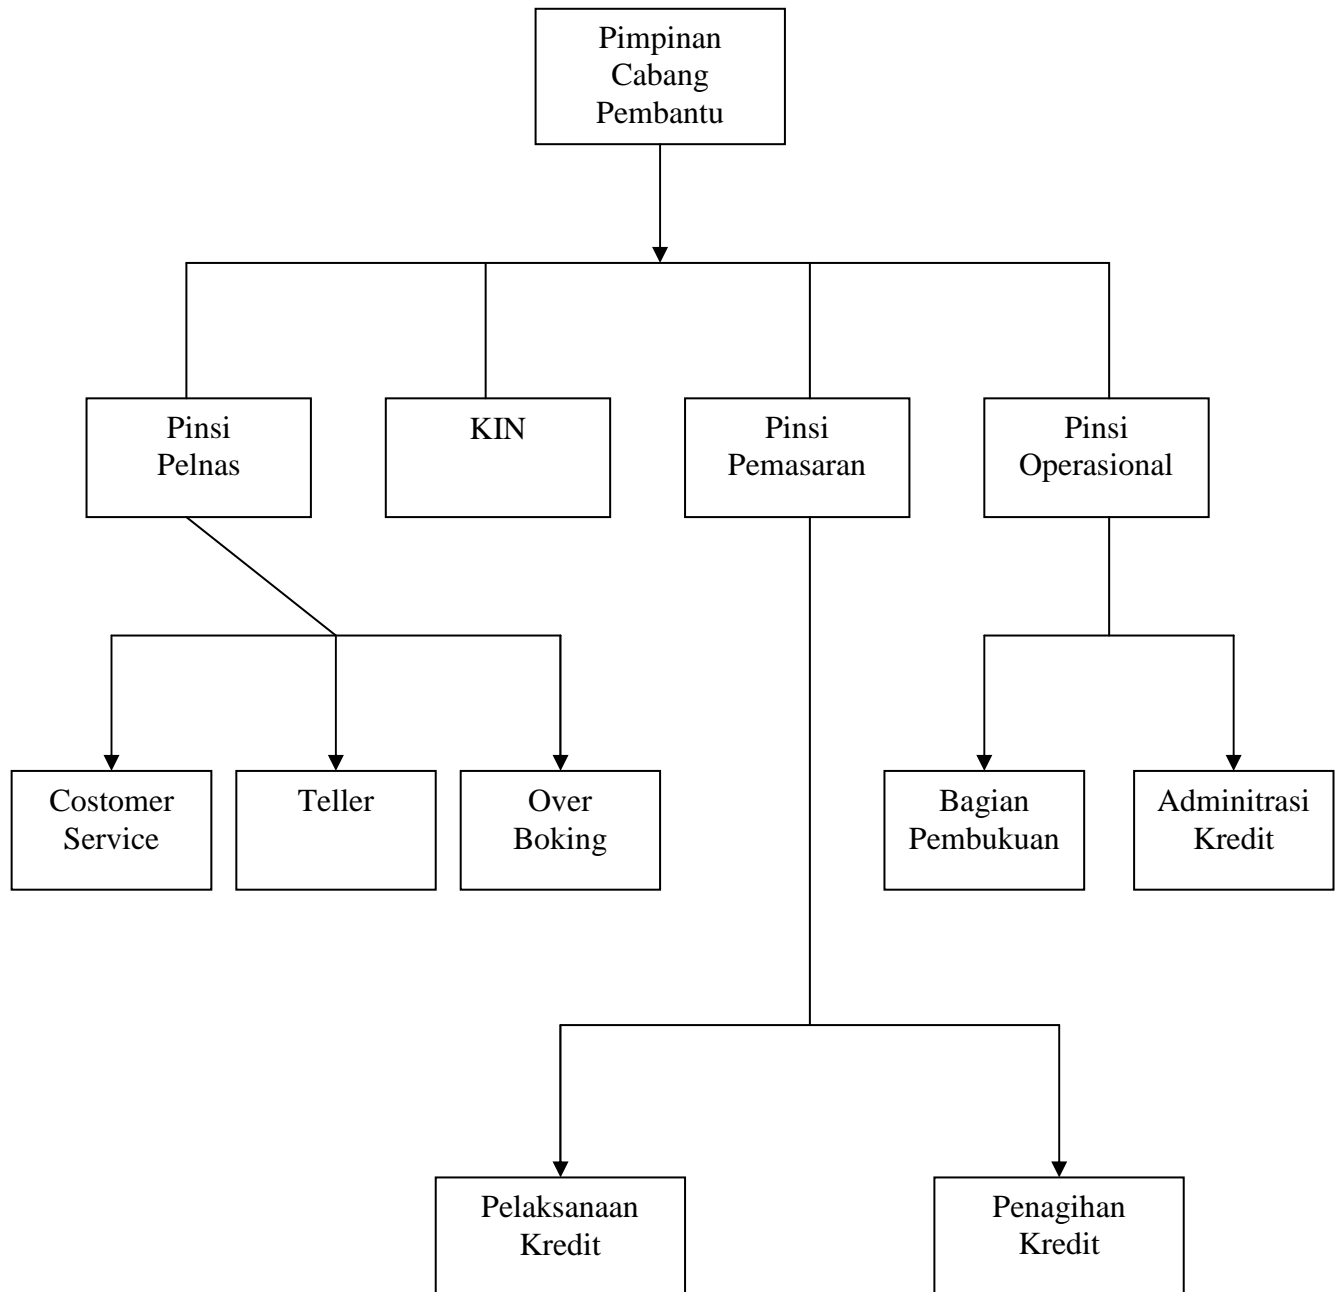 Pimpinan
Cabang
Pembantu
Pinsi
Pelnas
KIN
Pinsi
Pemasaran
Pinsi
Operasional
Costomer
Service
Teller
Over
Boking
Bagian
Pembukuan
Adminitrasi
Kredit
Pelaksanaan
Kredit
Penagihan
Kredit